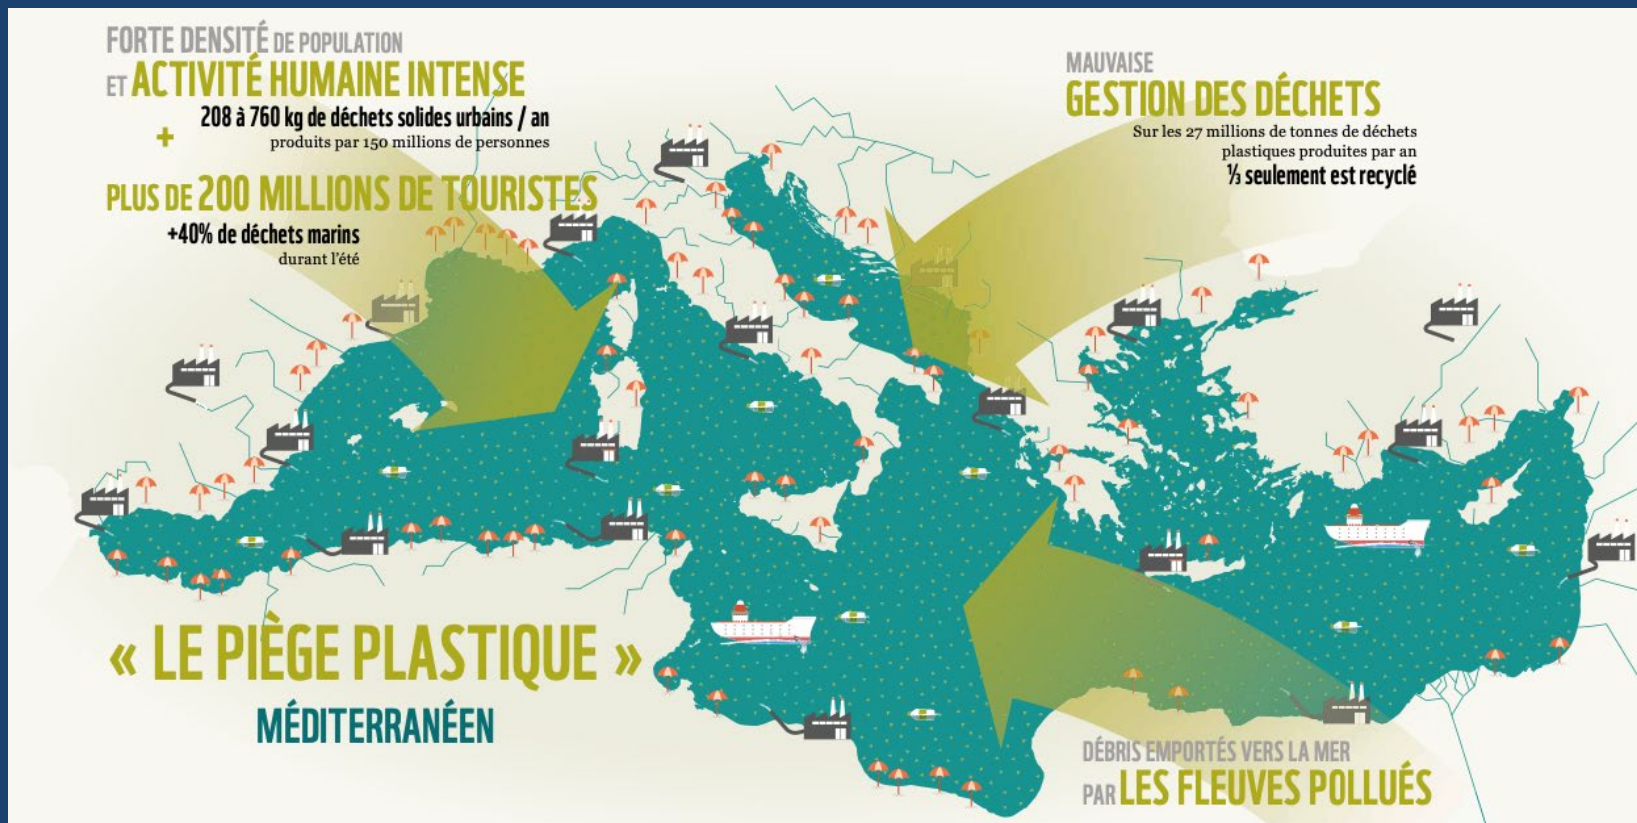 FORTE DENSITÉ DE POPULATION
ET ACTIVITÉ HUMAINE INTENSE
208 à 760 kg de déchets solides urbains / an
+
produits par 150 millions de personnes
PLUS DE 200 MILLIONS DE TOURISTES
+40% de déchets marins
durant l'été
MAUVAISE
GESTION DES DÉCHETS
Sur les 27 millions de tonnes de déchets
plastiques produites par an
⅓ seulement est recyclé
« LE PIÈGE PLASTIQUE »
MÉDITERRANÉEN
DÉBRIS EMPORTÉS VERS LA MER
PAR LES FLEUVES POLLUÉS